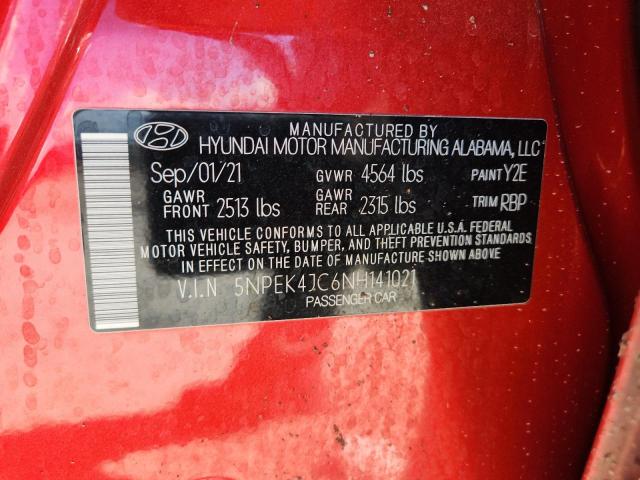 MANUFACTURED BY
HYUNDAI MOTOR MANUFACTURING ALABAMA, LLC
Sep/01/21 GVWR 4564 lbs PAINT Y2E
GAWR FRONT 2513 lbs GAWR REAR 2315 lbs TRIM RBP
THIS VEHICLE CONFORMS TO ALL APPLICABLE U.S.A. FEDERAL
MOTOR VEHICLE SAFETY, BUMPER, AND THEFT PREVENTION STANDARDS
IN EFFECT ON THE DATE OF MANUFACTURE SHOWN ABOVE
V.I.N 5NPEK4JC6NH141021
PASSENGER CAR